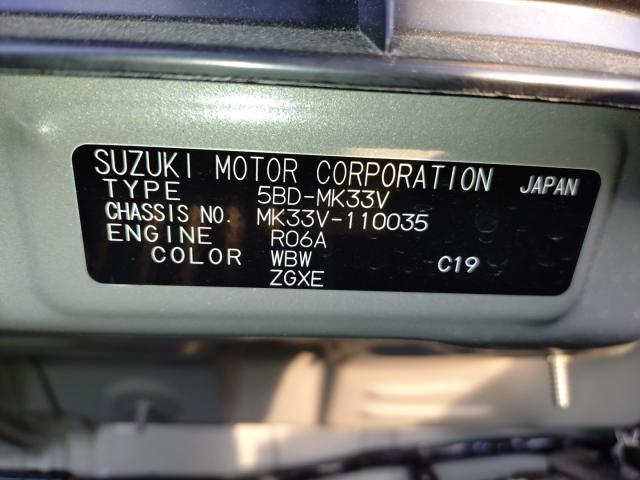 SUZUKI MOTOR CORPORATION JAPAN
TYPE 5BD-MK33V
CHASSIS NO. MK33V-110035
ENGINE R06A
COLOR WBW C19
ZGXE